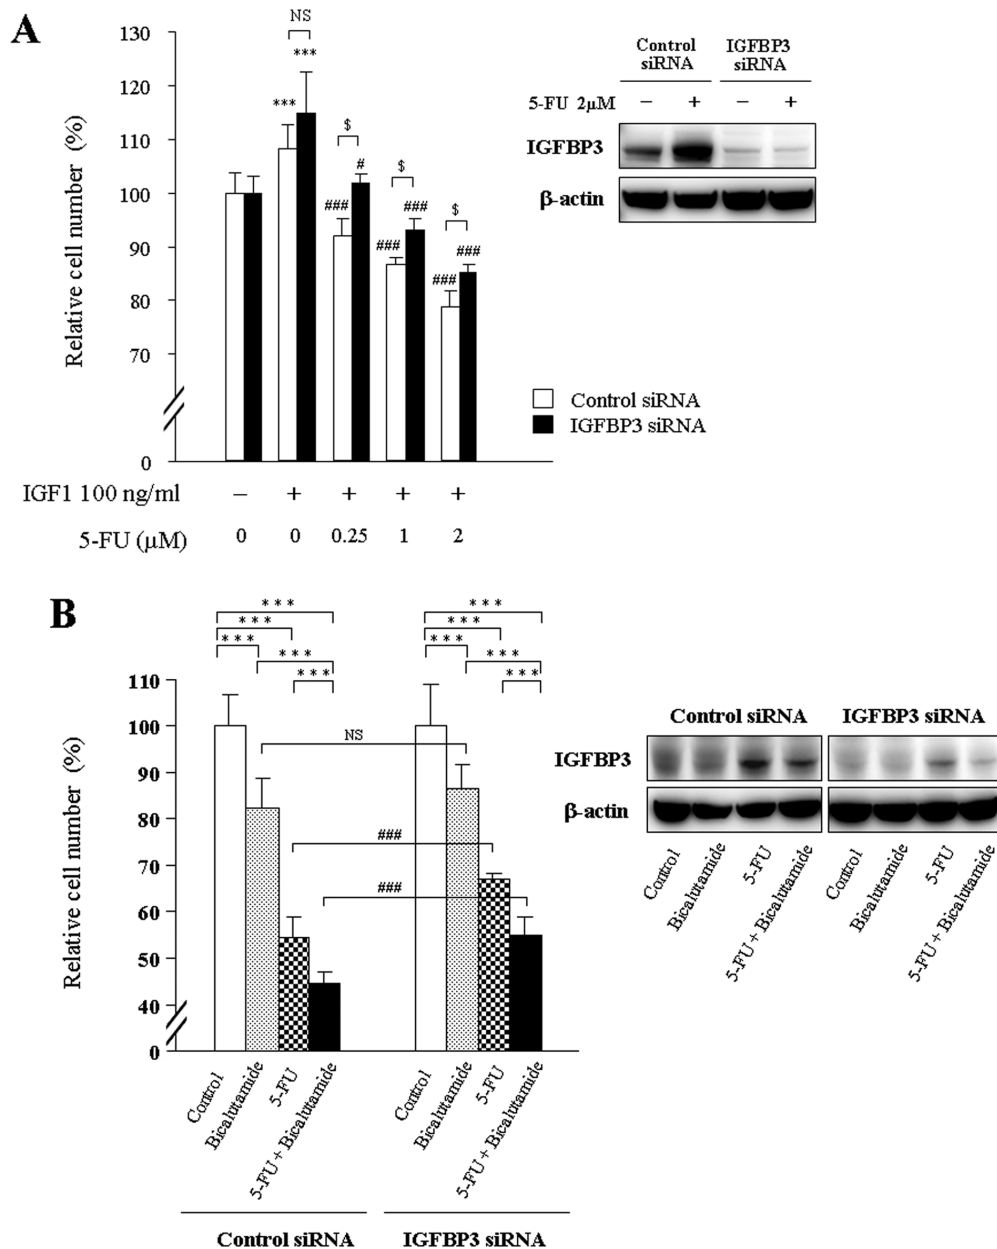 A
Relative cell number (%)
130
120
110
100
90
80
70
0
NS
***
***
$
###
#
$
###
###
$
###
###
Control siRNA
IGFBP3 siRNA
IGF1 100 ng/ml − + + + +
5-FU (µM) 0 0 0.25 1 2
Control siRNA
IGFBP3 siRNA
5-FU 2µM − + − +
IGFBP3
β-actin
B
Relative cell number (%)
110
100
90
80
70
60
50
40
0
***
***
***
***
***
***
***
***
***
***
NS
###
###
Control
Bicalutamide
5-FU
5-FU + Bicalutamide
Control
Bicalutamide
5-FU
5-FU + Bicalutamide
Control siRNA
IGFBP3 siRNA
Control siRNA
IGFBP3 siRNA
IGFBP3
β-actin
Control
Bicalutamide
5-FU
5-FU + Bicalutamide
Control
Bicalutamide
5-FU
5-FU + Bicalutamide